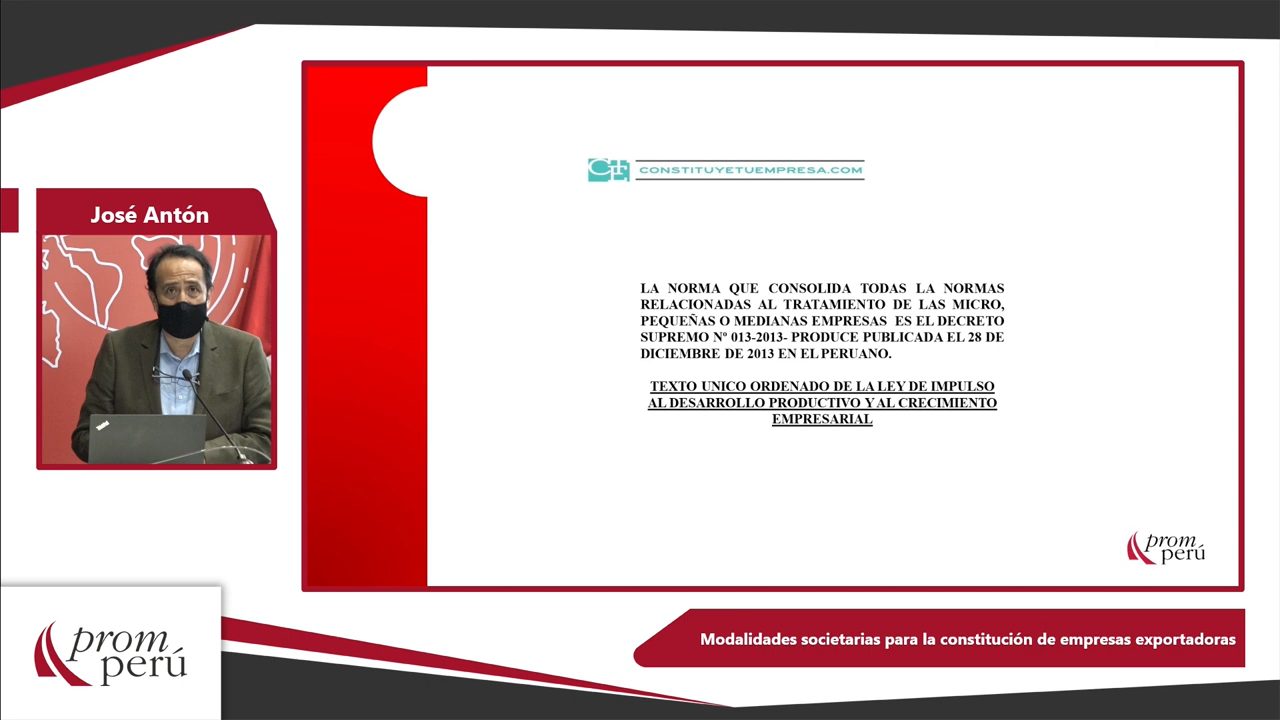 José Antón
CONSTITUYETUEMPRESA.COM
LA NORMA QUE CONSOLIDA TODAS LA NORMAS
RELACIONADAS AL TRATAMIENTO DE LAS MICRO,
PEQUEÑAS O MEDIANAS EMPRESAS ES EL DECRETO
SUPREMO Nº 013-2013- PRODUCE PUBLICADA EL 28 DE
DICIEMBRE DE 2013 EN EL PERUANO.
TEXTO UNICO ORDENADO DE LA LEY DE IMPULSO
AL DESARROLLO PRODUCTIVO Y AL CRECIMIENTO
EMPRESARIAL
prom
perú
Modalidades societarias para la constitución de empresas exportadoras
prom
perú